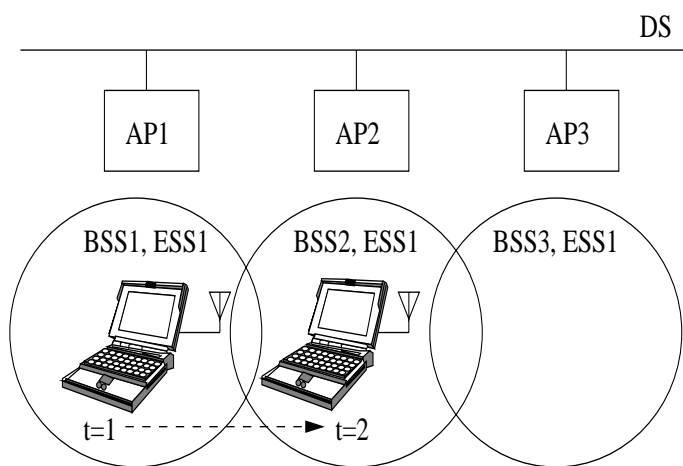 DS
AP1
AP2
AP3
BSS1, ESS1
BSS2, ESS1
BSS3, ESS1
t=1
t=2